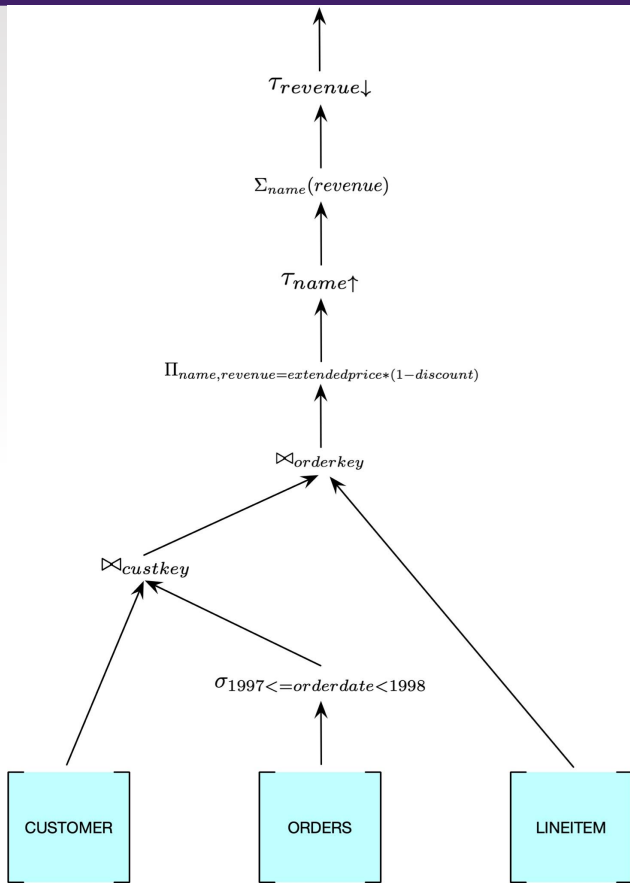 τrevenue↓
Σname(revenue)
τname↑
Πname,revenue=extendedprice*(1−discount)
⋈orderkey
⋈custkey
σ1997<=orderdate<1998
CUSTOMER
ORDERS
LINEITEM